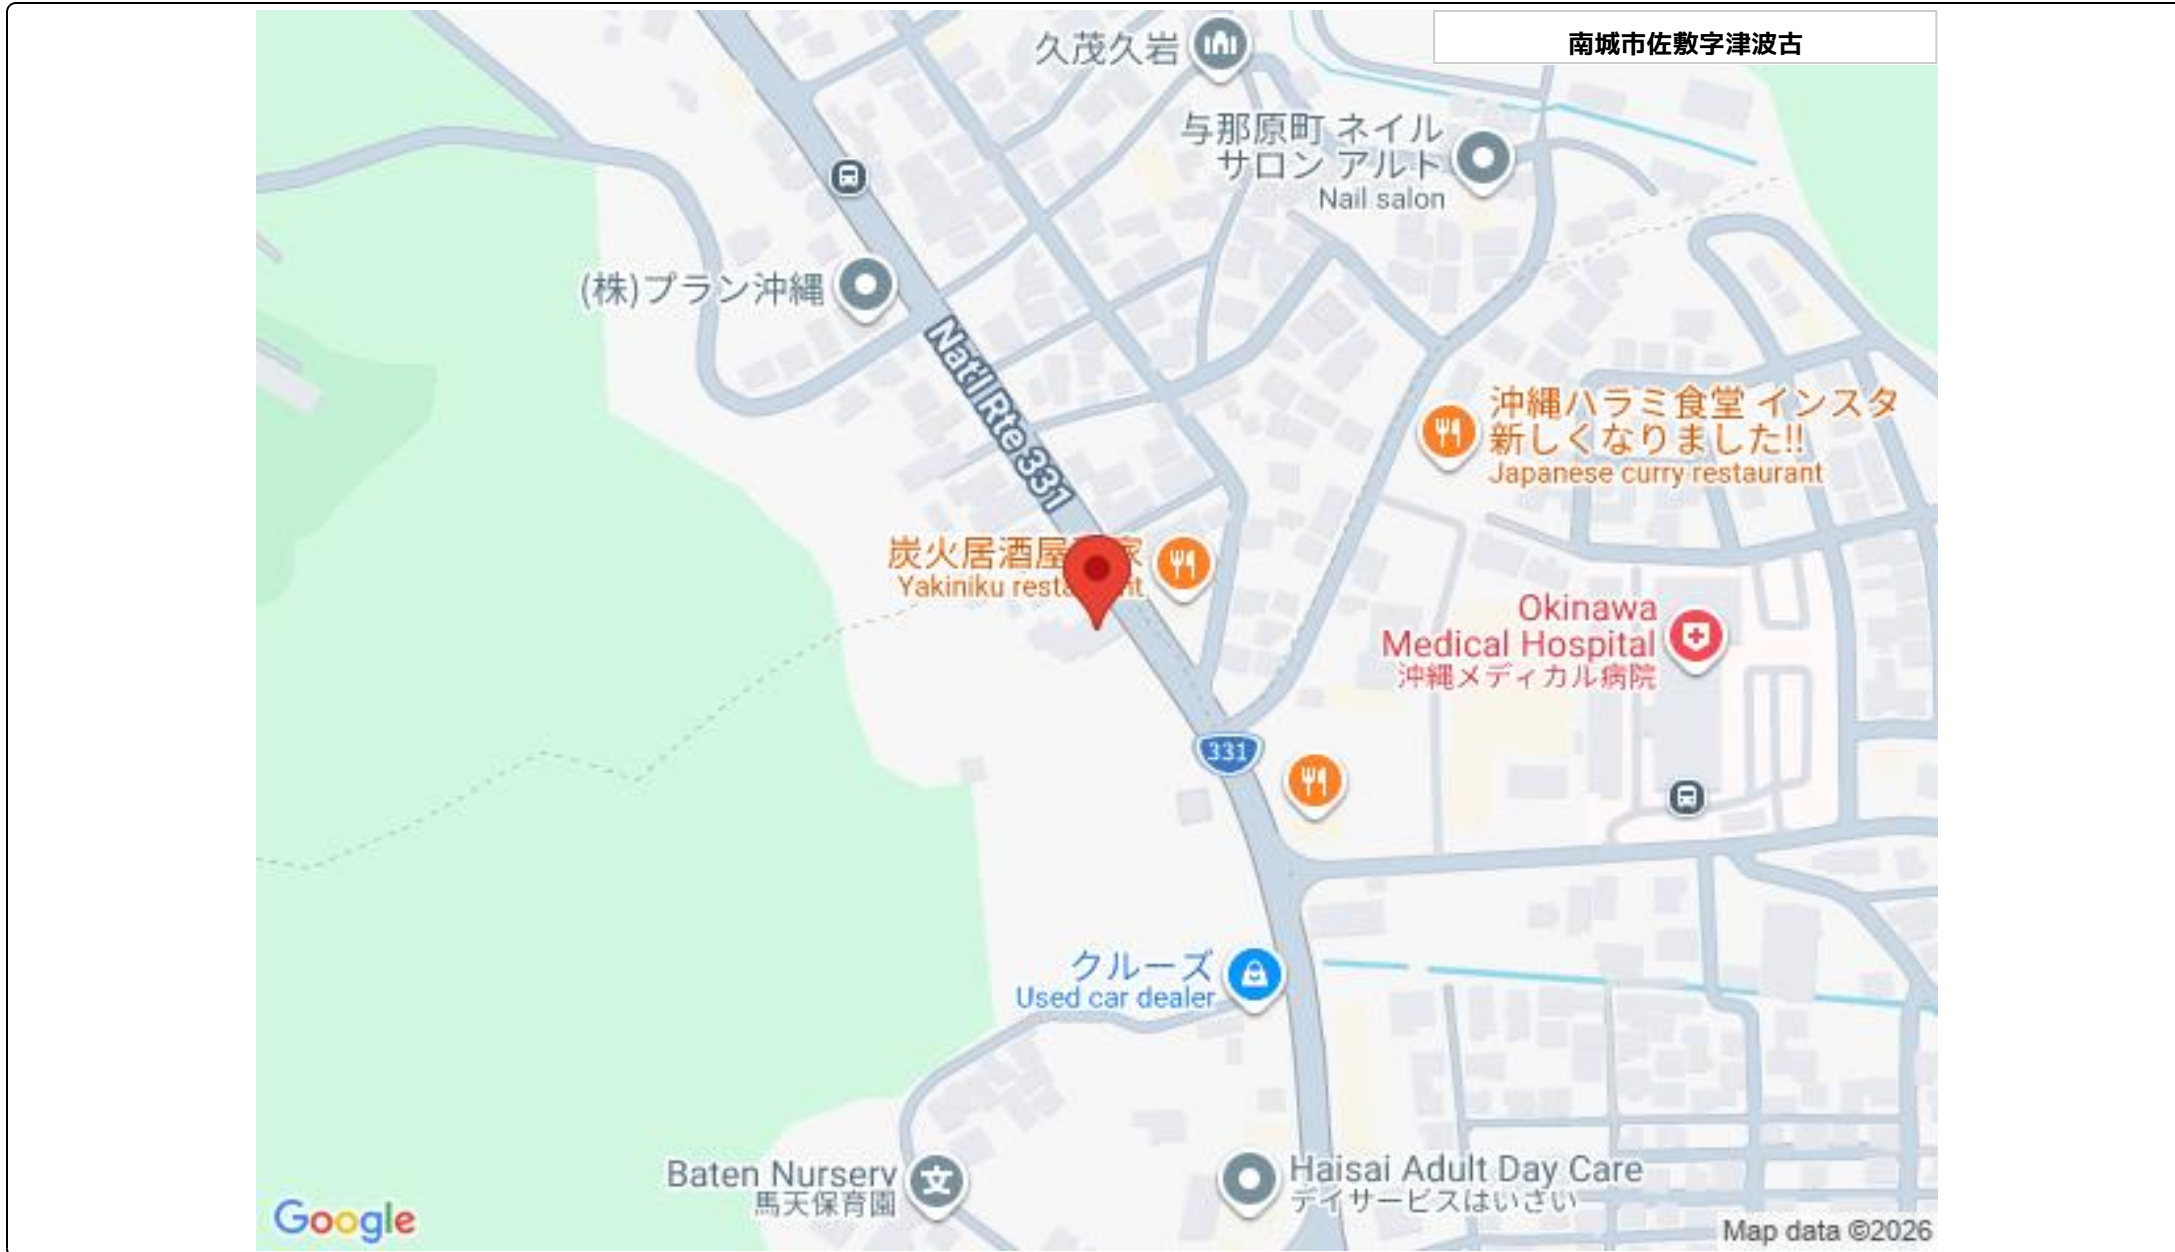 南城市佐敷字津波古
久茂久岩
与那原町 ネイル
サロン アルト
Nail salon
(株)プラン沖縄
Nat'l Rte 331
沖縄ハラミ食堂 インスタ
新しくなりました!!
Japanese curry restaurant
炭火居酒屋 家
Yakiniku
Okinawa
Medical Hospital
沖縄メディカル病院
331
クルーズ
Used car dealer
Baten Nursery
馬天保育園
Haisai Adult Day Care
デイサービスはいさい
Google
Map data ©2026